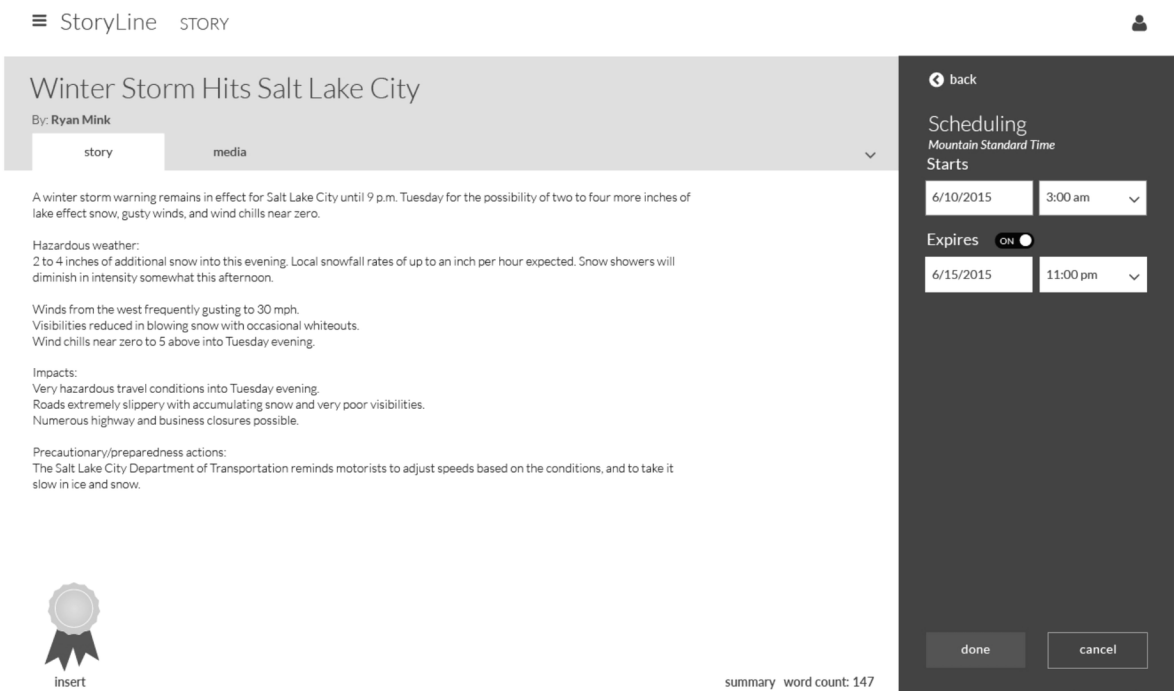 StoryLine STORY
Winter Storm Hits Salt Lake City
By: Ryan Mink
story media
A winter storm warning remains in effect for Salt Lake City until 9 p.m. Tuesday for the possibility of two to four more inches of
lake effect snow, gusty winds, and wind chills near zero.
Hazardous weather:
2 to 4 inches of additional snow into this evening. Local snowfall rates of up to an inch per hour expected. Snow showers will
diminish in intensity somewhat this afternoon.
Winds from the west frequently gusting to 30 mph.
Visibilities reduced in blowing snow with occasional whiteouts.
Wind chills near zero to 5 above into Tuesday evening.
Impacts:
Very hazardous travel conditions into Tuesday evening.
Roads extremely slippery with accumulating snow and very poor visibilities.
Numerous highway and business closures possible.
Precautionary/preparedness actions:
The Salt Lake City Department of Transportation reminds motorists to adjust speeds based on the conditions, and to take it
slow in ice and snow.
insert
summary word count: 147
back
Scheduling
Mountain Standard Time
Starts
6/10/2015 3:00 am
Expires ON
6/15/2015 11:00 pm
done cancel